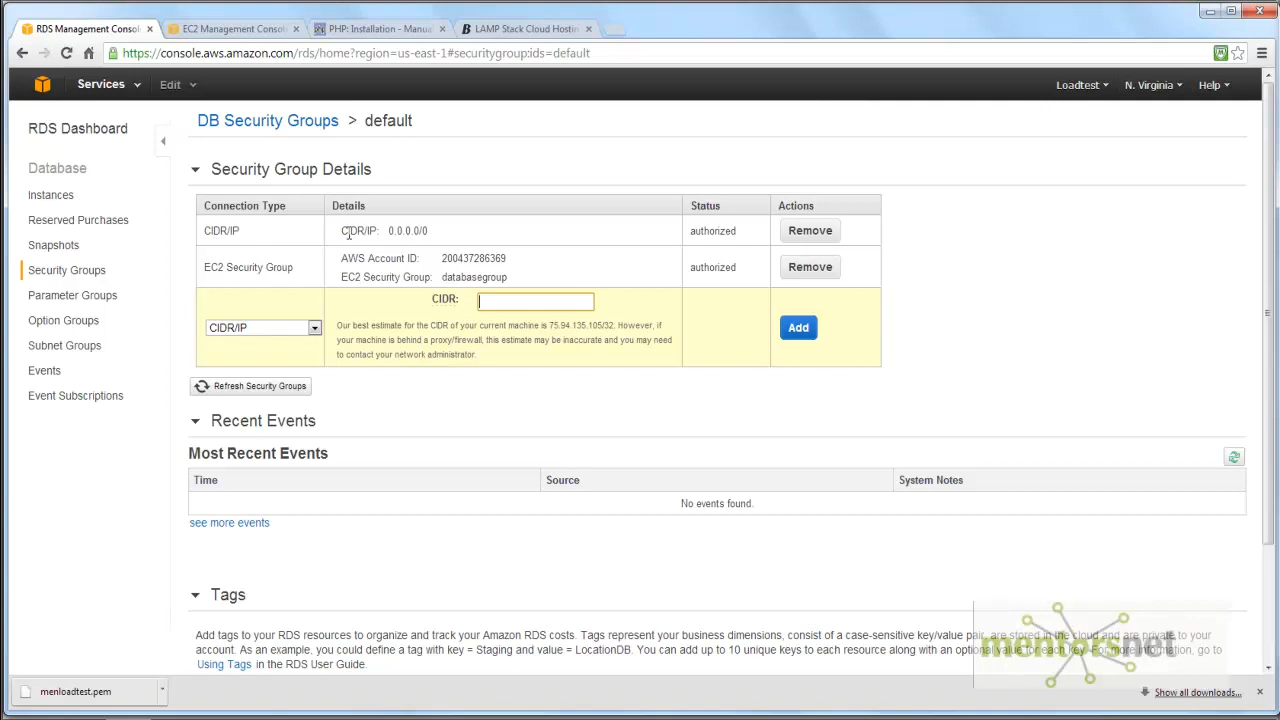 RDS Management Consol
EC2 Management Consol
PHP: Installation - Manua
LAMP Stack Cloud Hostin
https://console.aws.amazon.com/rds/home?region=us-east-1#securitygroup:ids=default
Services
Edit
Loadtest
N. Virginia
Help
RDS Dashboard
Database
Instances
Reserved Purchases
Snapshots
Security Groups
Parameter Groups
Option Groups
Subnet Groups
Events
Event Subscriptions
DB Security Groups > default
Security Group Details
Connection Type Details Status Actions
CIDR/IP CIDR/IP: 0.0.0.0/0 authorized Remove
EC2 Security Group AWS Account ID: 200437286369 authorized Remove
EC2 Security Group: databasegroup
CIDR:
CIDR/IP
Our best estimate for the CIDR of your current machine is 75.94.135.105/32. However, if
your machine is behind a proxy/firewall, this estimate may be inaccurate and you may need
to contact your network administrator.
Add
Refresh Security Groups
Recent Events
Most Recent Events
Time Source System Notes
No events found.
see more events
Tags
Add tags to your RDS resources to organize and track your Amazon RDS costs. Tags represent your business dimensions, consist of a case-sensitive key/value pair, are stored in the cloud and are private to your
account. As an example, you could define a tag with key = Staging and value = LocationDB. You can add up to 10 unique keys to each resource along with an optional value for each key. For more information, go to
Using Tags in the RDS User Guide.
menloadtest.pem
Show all downloads...